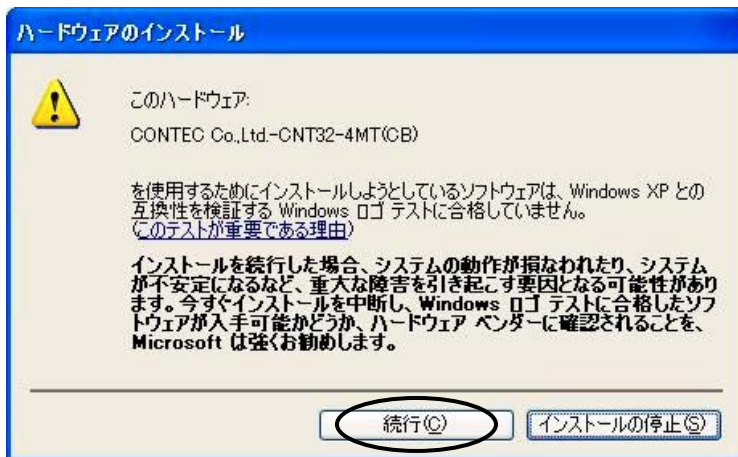 ハードウェアのインストール
このハードウェア:
CONTEC Co.,Ltd.-CNT32-4MT(CB)
を使用するためにインストールしようとしているソフトウェアは、Windows XP との
互換性を検証する Windows ロゴ テストに合格していません。
(このテストが重要である理由)
インストールを続行した場合、システムの動作が損なわれたり、システム
が不安定になるなど、重大な障害を引き起こす要因となる可能性があり
ます。今すぐインストールを中断し、Windows ロゴ テストに合格したソフ
トウェアが入手可能かどうか、ハードウェア ベンダーに確認されることを、
Microsoft は強くお勧めします。
続行(C) インストールの停止(S)